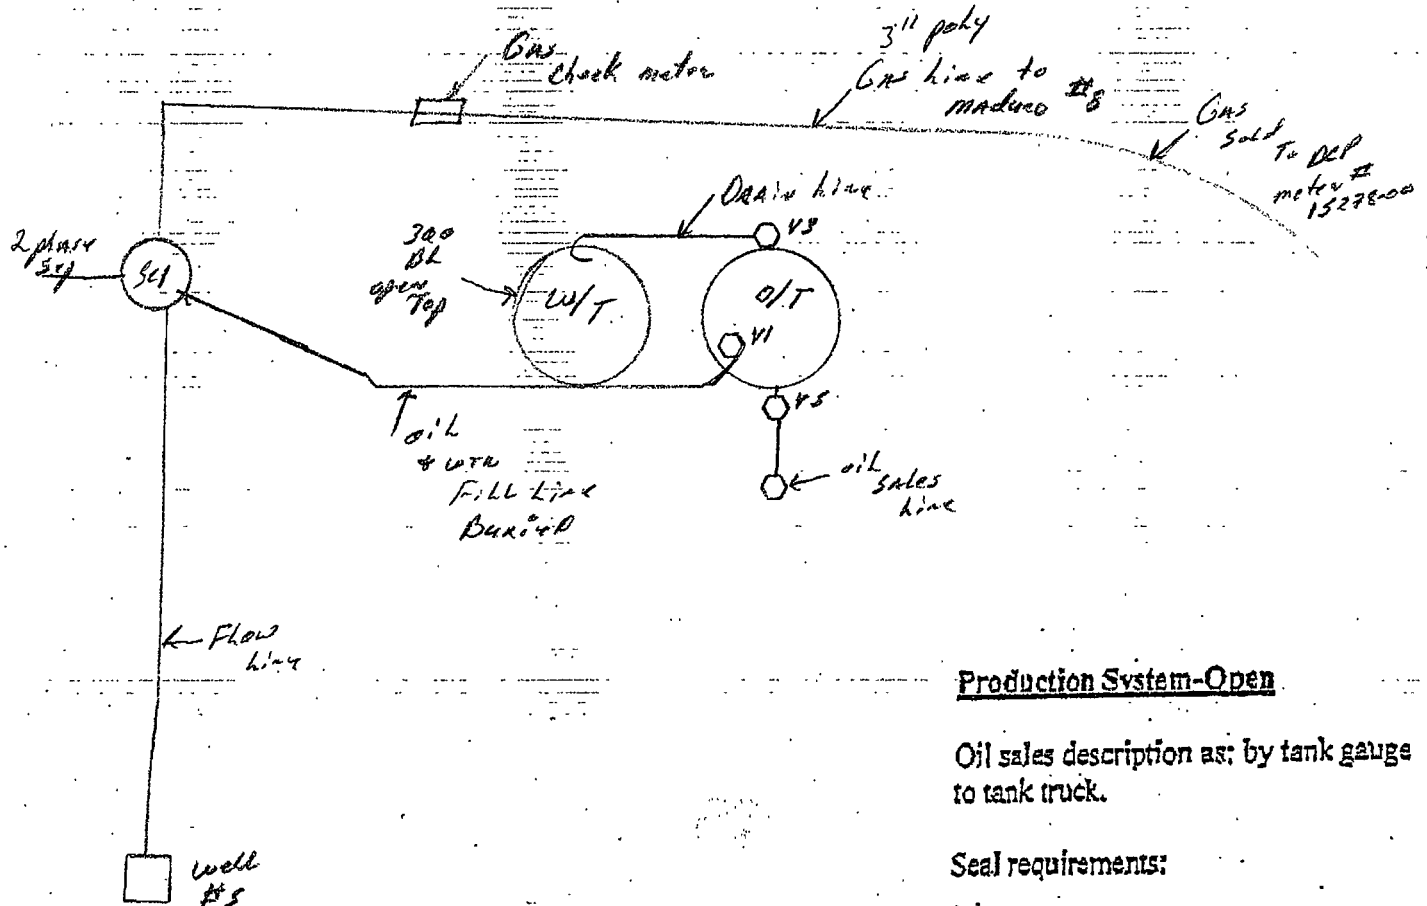 3" poly
Gas Line to
maduro #8
Gas
check meter
Gas
Sold
To DCP
meter #
15278-00
2 phase
Sep
Sep
300
BL
open
Top
W/T
Drain Line
V3
O/T
V1
V5
oil
& WTR
Fill Line
Buried
oil
Sales
Line
Flow
Line
well
Production System-Open
Oil sales description as: by tank gauge
to tank truck.
Seal requirements: